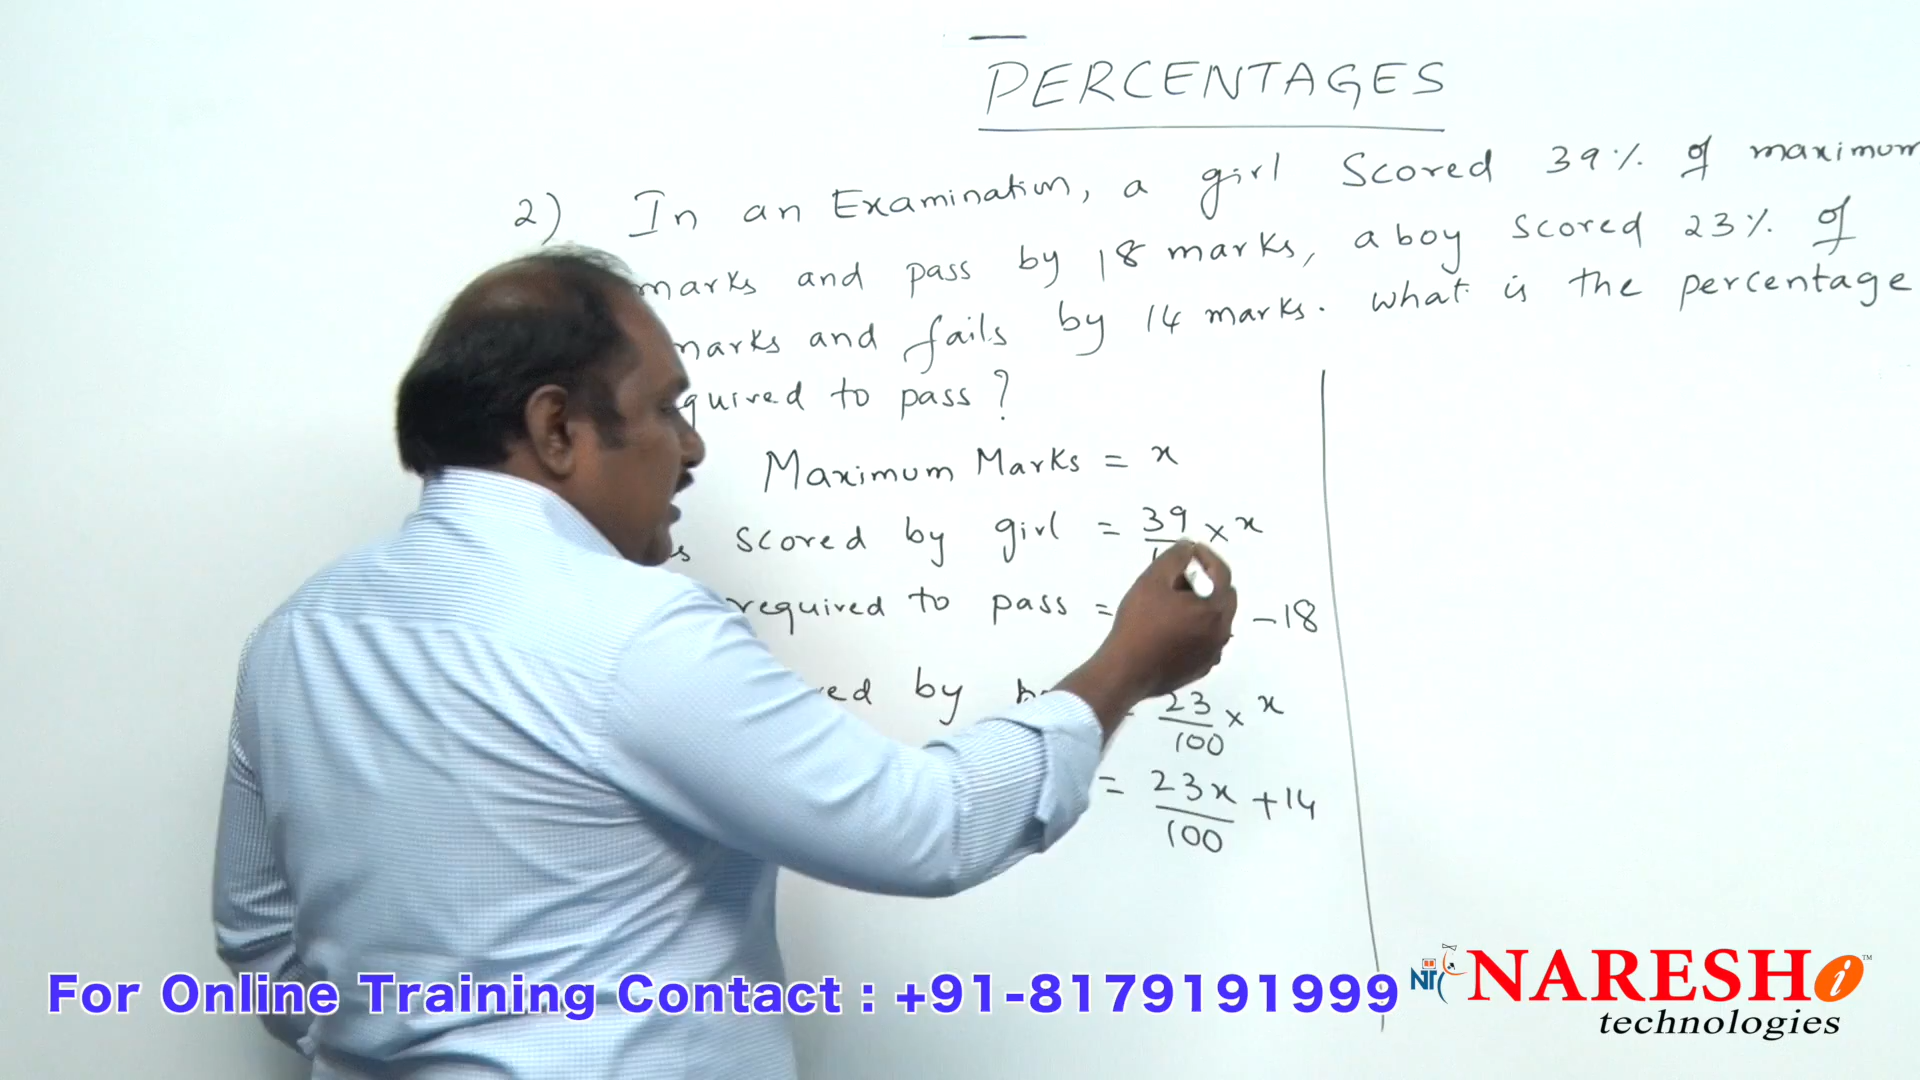 PERCENTAGES
2) In an Examination, a girl Scored 39% of maximum
marks and pass by 18 marks, a boy scored 23% of
marks and fails by 14 marks. what is the percentage
to pass?
Maximum Marks = x
scored by girl = 39 × x
required to pass = -18
by 23/100 × x
= 23x/100 + 14
For Online Training Contact : +91-8179191999
NARESH i ™
technologies